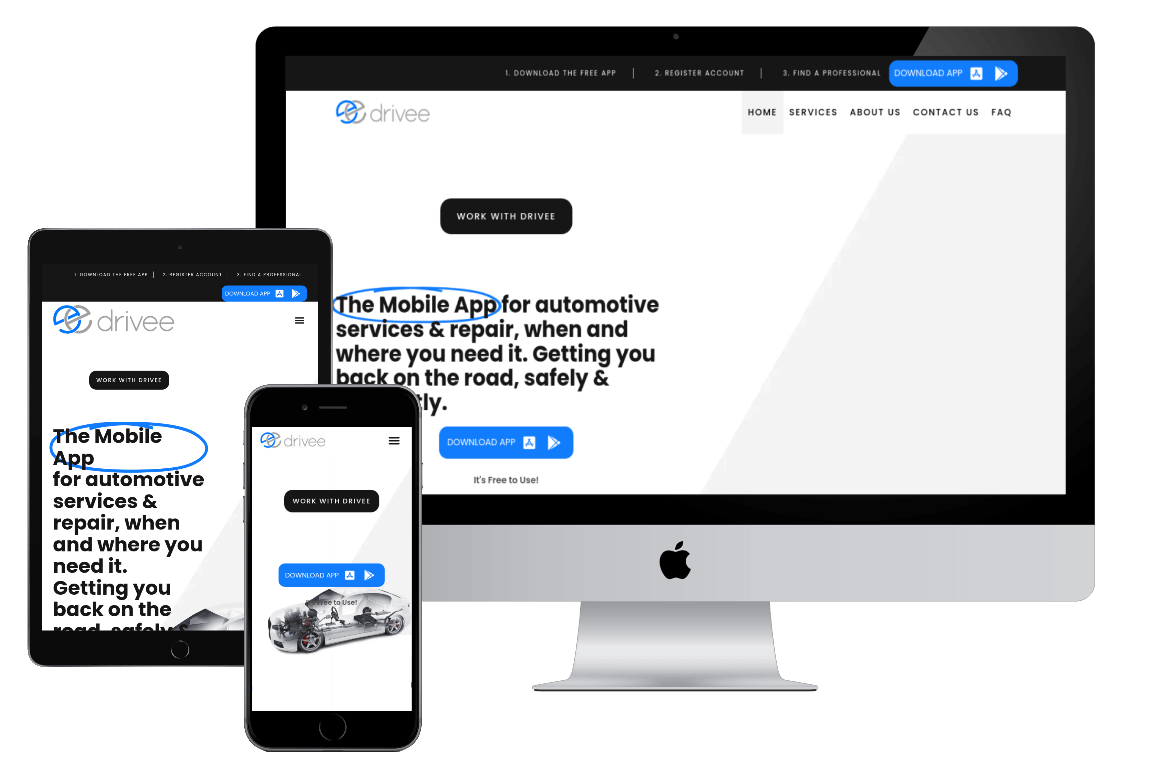 1. DOWNLOAD THE FREE APP | 2. REGISTER ACCOUNT | 3. FIND A PROFESSIONAL DOWNLOAD APP
drivee HOME SERVICES ABOUT US CONTACT US FAQ
WORK WITH DRIVEE
The Mobile App for automotive
services & repair, when and
where you need it. Getting you
back on the road, safely &
tly.
DOWNLOAD APP
It's Free to Use!
1. DOWNLOAD THE FREE APP | 2. REGISTER ACCOUNT | 3. FIND A PROFESSIONAL
DOWNLOAD APP
drivee
WORK WITH DRIVEE
The Mobile
App
for automotive
services &
repair, when
and where you
need it.
Getting you
back on the
road, safely &
drivee
WORK WITH DRIVEE
DOWNLOAD APP
It's Free to Use!